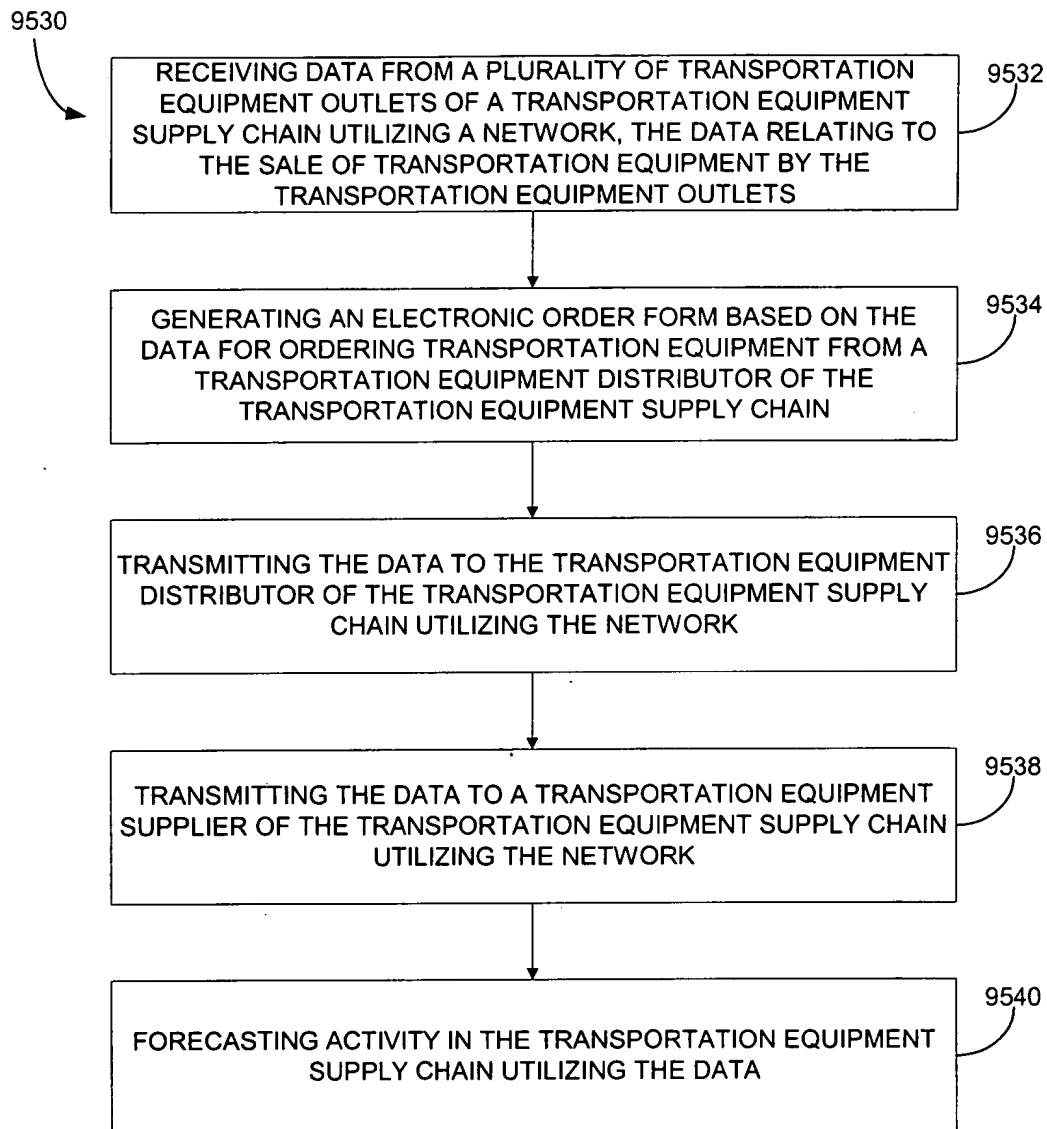 9530
RECEIVING DATA FROM A PLURALITY OF TRANSPORTATION
EQUIPMENT OUTLETS OF A TRANSPORTATION EQUIPMENT
SUPPLY CHAIN UTILIZING A NETWORK, THE DATA RELATING TO
THE SALE OF TRANSPORTATION EQUIPMENT BY THE
TRANSPORTATION EQUIPMENT OUTLETS
9532
GENERATING AN ELECTRONIC ORDER FORM BASED ON THE
DATA FOR ORDERING TRANSPORTATION EQUIPMENT FROM A
TRANSPORTATION EQUIPMENT DISTRIBUTOR OF THE
TRANSPORTATION EQUIPMENT SUPPLY CHAIN
9534
TRANSMITTING THE DATA TO THE TRANSPORTATION EQUIPMENT
DISTRIBUTOR OF THE TRANSPORTATION EQUIPMENT SUPPLY
CHAIN UTILIZING THE NETWORK
9536
TRANSMITTING THE DATA TO A TRANSPORTATION EQUIPMENT
SUPPLIER OF THE TRANSPORTATION EQUIPMENT SUPPLY CHAIN
UTILIZING THE NETWORK
9538
FORECASTING ACTIVITY IN THE TRANSPORTATION EQUIPMENT
SUPPLY CHAIN UTILIZING THE DATA
9540